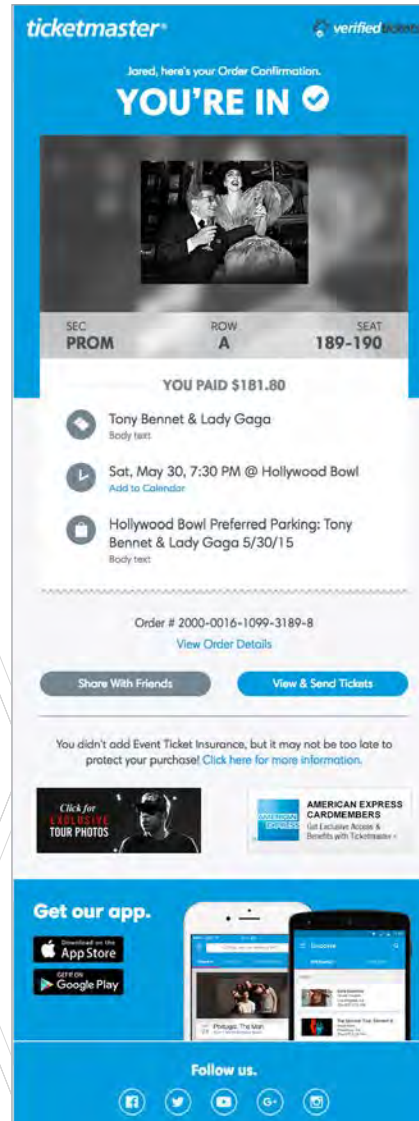 ticketmaster®
verified tickets
Jared, here's your Order Confirmation.
YOU'RE IN
SEC
ROW
SEAT
PROM
A
189-190
YOU PAID $181.80
Tony Bennet & Lady Gaga
Body text
Sat, May 30, 7:30 PM @ Hollywood Bowl
Add to Calendar
Hollywood Bowl Preferred Parking: Tony
Bennet & Lady Gaga 5/30/15
Body text
Order # 2000-0016-1099-3189-8
View Order Details
Share With Friends
View & Send Tickets
You didn't add Event Ticket Insurance, but it may not be too late to
protect your purchase! Click here for more information.
Click for
EXCLUSIVE
TOUR PHOTOS
AMERICAN
EXPRESS
AMERICAN EXPRESS
CARDMEMBERS
Get Exclusive Access &
Benefits with Ticketmaster
Get our app.
Download on the
App Store
GET IT ON
Google Play
Portugal. The Man
Follow us.